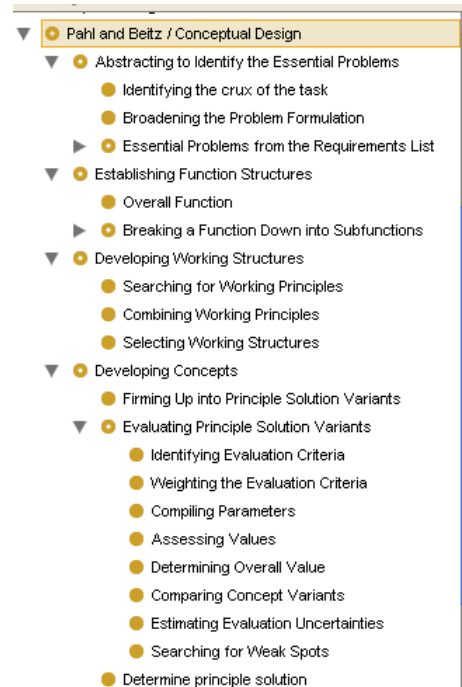 Pahl and Beitz / Conceptual Design
Abstracting to Identify the Essential Problems
Identifying the crux of the task
Broadening the Problem Formulation
Essential Problems from the Requirements List
Establishing Function Structures
Overall Function
Breaking a Function Down into Subfunctions
Developing Working Structures
Searching for Working Principles
Combining Working Principles
Selecting Working Structures
Developing Concepts
Firming Up into Principle Solution Variants
Evaluating Principle Solution Variants
Identifying Evaluation Criteria
Weighting the Evaluation Criteria
Compiling Parameters
Assessing Values
Determining Overall Value
Comparing Concept Variants
Estimating Evaluation Uncertainties
Searching for Weak Spots
Determine principle solution